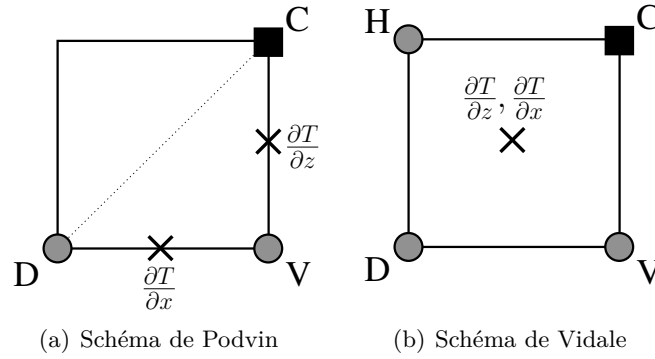 C
H
C
∂T/∂z
∂T/∂z, ∂T/∂x
D
V
∂T/∂x
D
V
(a) Schéma de Podvin
(b) Schéma de Vidale